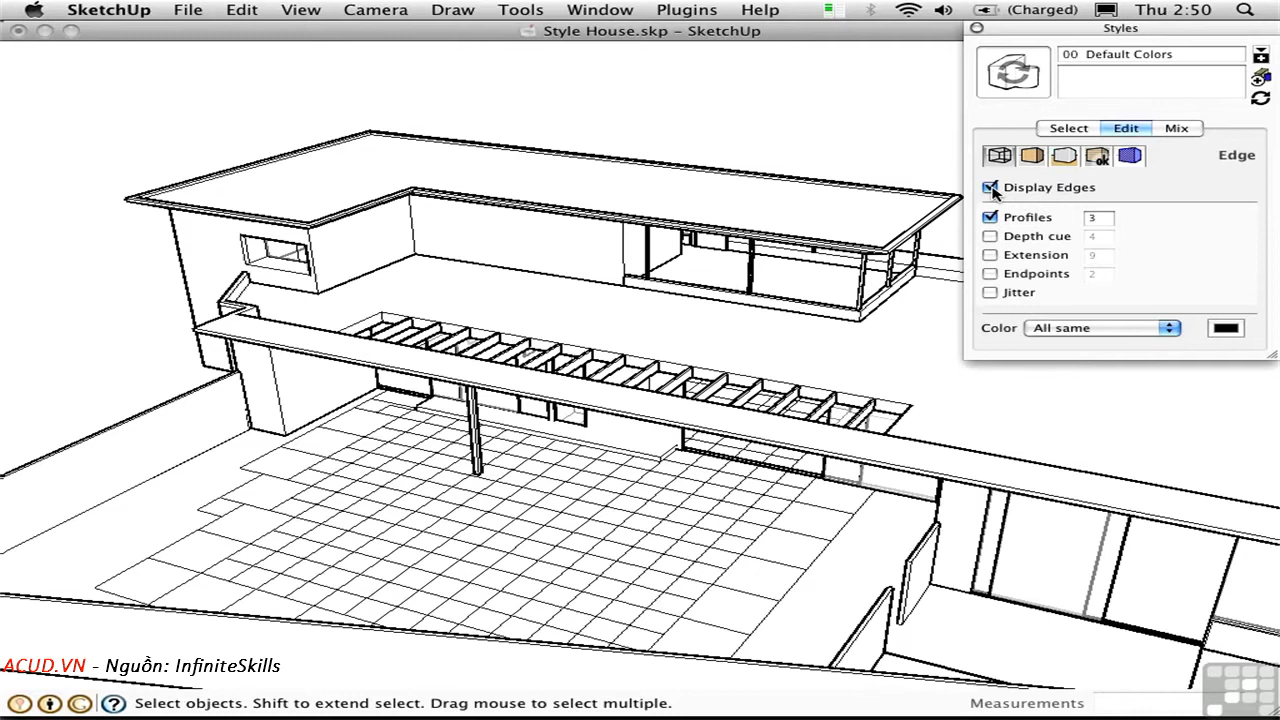 SketchUp File Edit View Camera Draw Tools Window Plugins Help (Charged) Thu 2:50
Style House.skp – SketchUp
Styles
00 Default Colors
Select Edit Mix
ok
Edge
Display Edges
Profiles 3
Depth cue 4
Extension 9
Endpoints 2
Jitter
Color All same
ACUD.VN - Nguồn: InfiniteSkills
? Select objects. Shift to extend select. Drag mouse to select multiple. Measurements